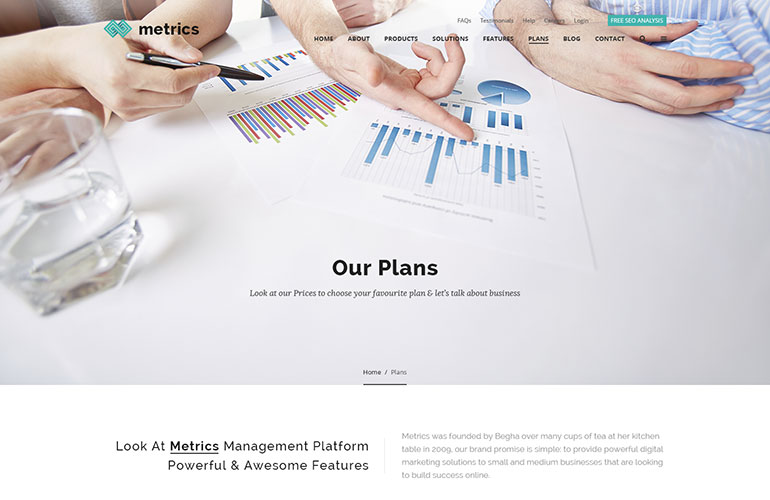 FAQs Testimonials Help Careers Login FREE SEO ANALYSIS
metrics
HOME ABOUT PRODUCTS SOLUTIONS FEATURES PLANS BLOG CONTACT
Our Plans
Look at our Prices to choose your favourite plan & let's talk about business
Home / Plans
Look At Metrics Management Platform
Powerful & Awesome Features
Metrics was founded by Begha over many cups of tea at her kitchen
table in 2009, our brand promise is simple: to provide powerful digital
marketing solutions to small and medium businesses that are looking
to build success online.